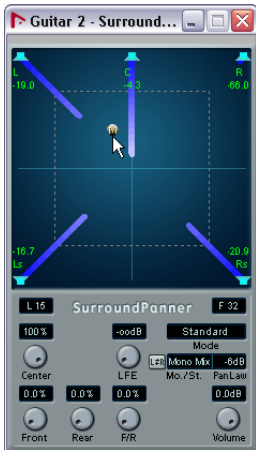 Guitar 2 - Surround...
L C R
-19.0 -4.3 -66.0
M
-16.7 -20.9
Ls Rs
L 15 SurroundPanner F 32
100% -oodB Standard
Mode
L≠R Mono Mix -6dB
Center LFE Mo./St. PanLaw
0.0% 0.0% 0.0% 0.0dB
Front Rear F/R Volume